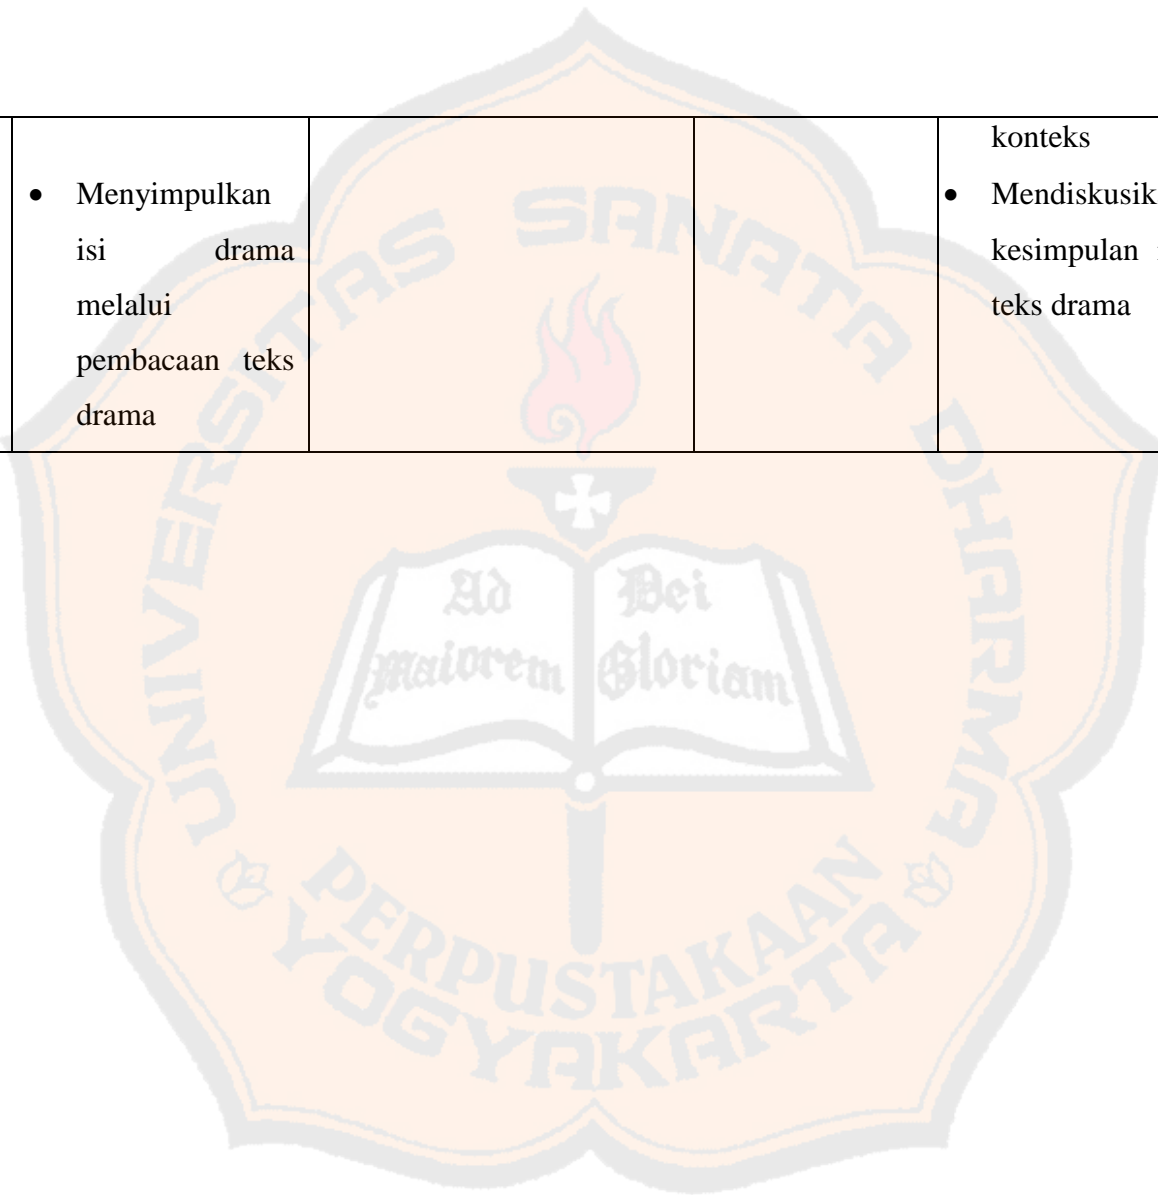 Menyimpulkan
isi drama
melalui
pembacaan teks
drama
konteks
Mendiskusik
kesimpulan
teks drama
UNIVERSITAS SANATA DHARMA
Ad Dei
maiorem Gloriam
PERPUSTAKAAN
YOGYAKARTA